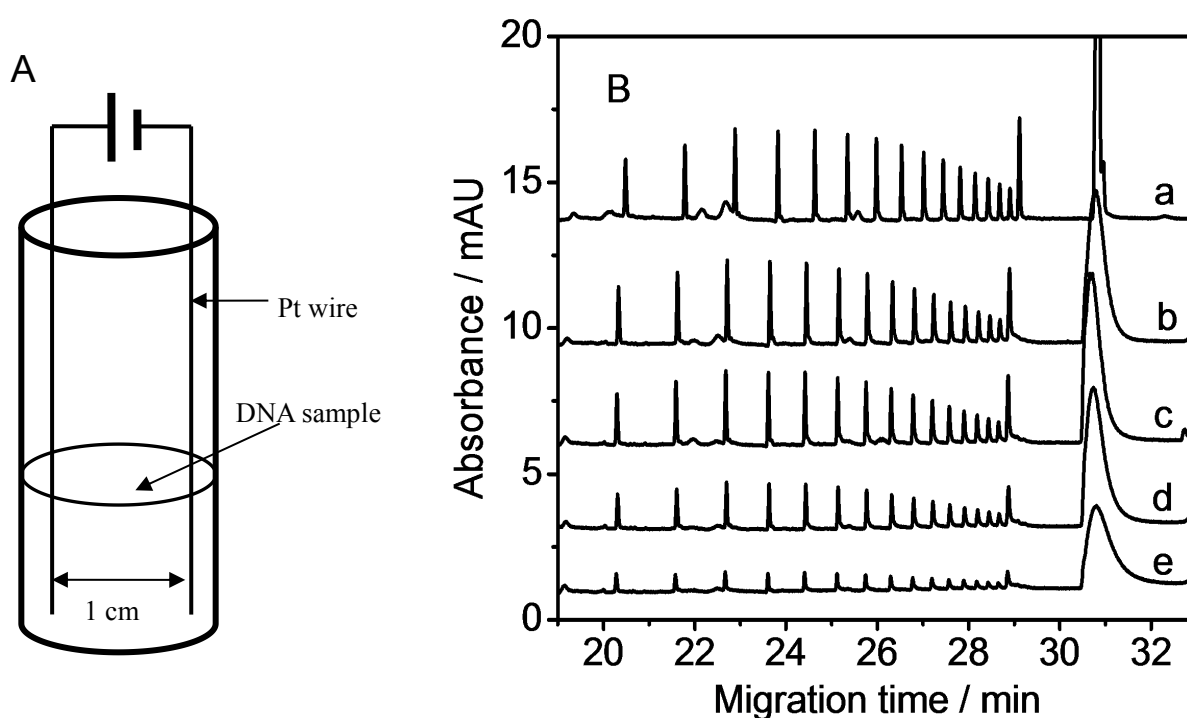 A
Pt wire
DNA sample
1 cm
B
Absorbance / mAU
20
15
10
5
0
a
b
c
d
e
20 22 24 26 28 30 32
Migration time / min